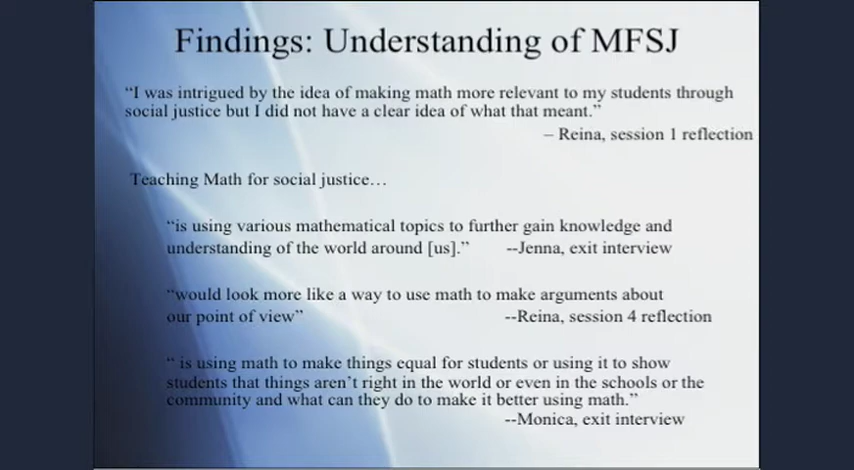 Findings: Understanding of MFSJ
“I was intrigued by the idea of making math more relevant to my students through
social justice but I did not have a clear idea of what that meant.”
– Reina, session 1 reflection
Teaching Math for social justice…
“is using various mathematical topics to further gain knowledge and
understanding of the world around [us].” --Jenna, exit interview
“would look more like a way to use math to make arguments about
our point of view” --Reina, session 4 reflection
“ is using math to make things equal for students or using it to show
students that things aren’t right in the world or even in the schools or the
community and what can they do to make it better using math.”
--Monica, exit interview